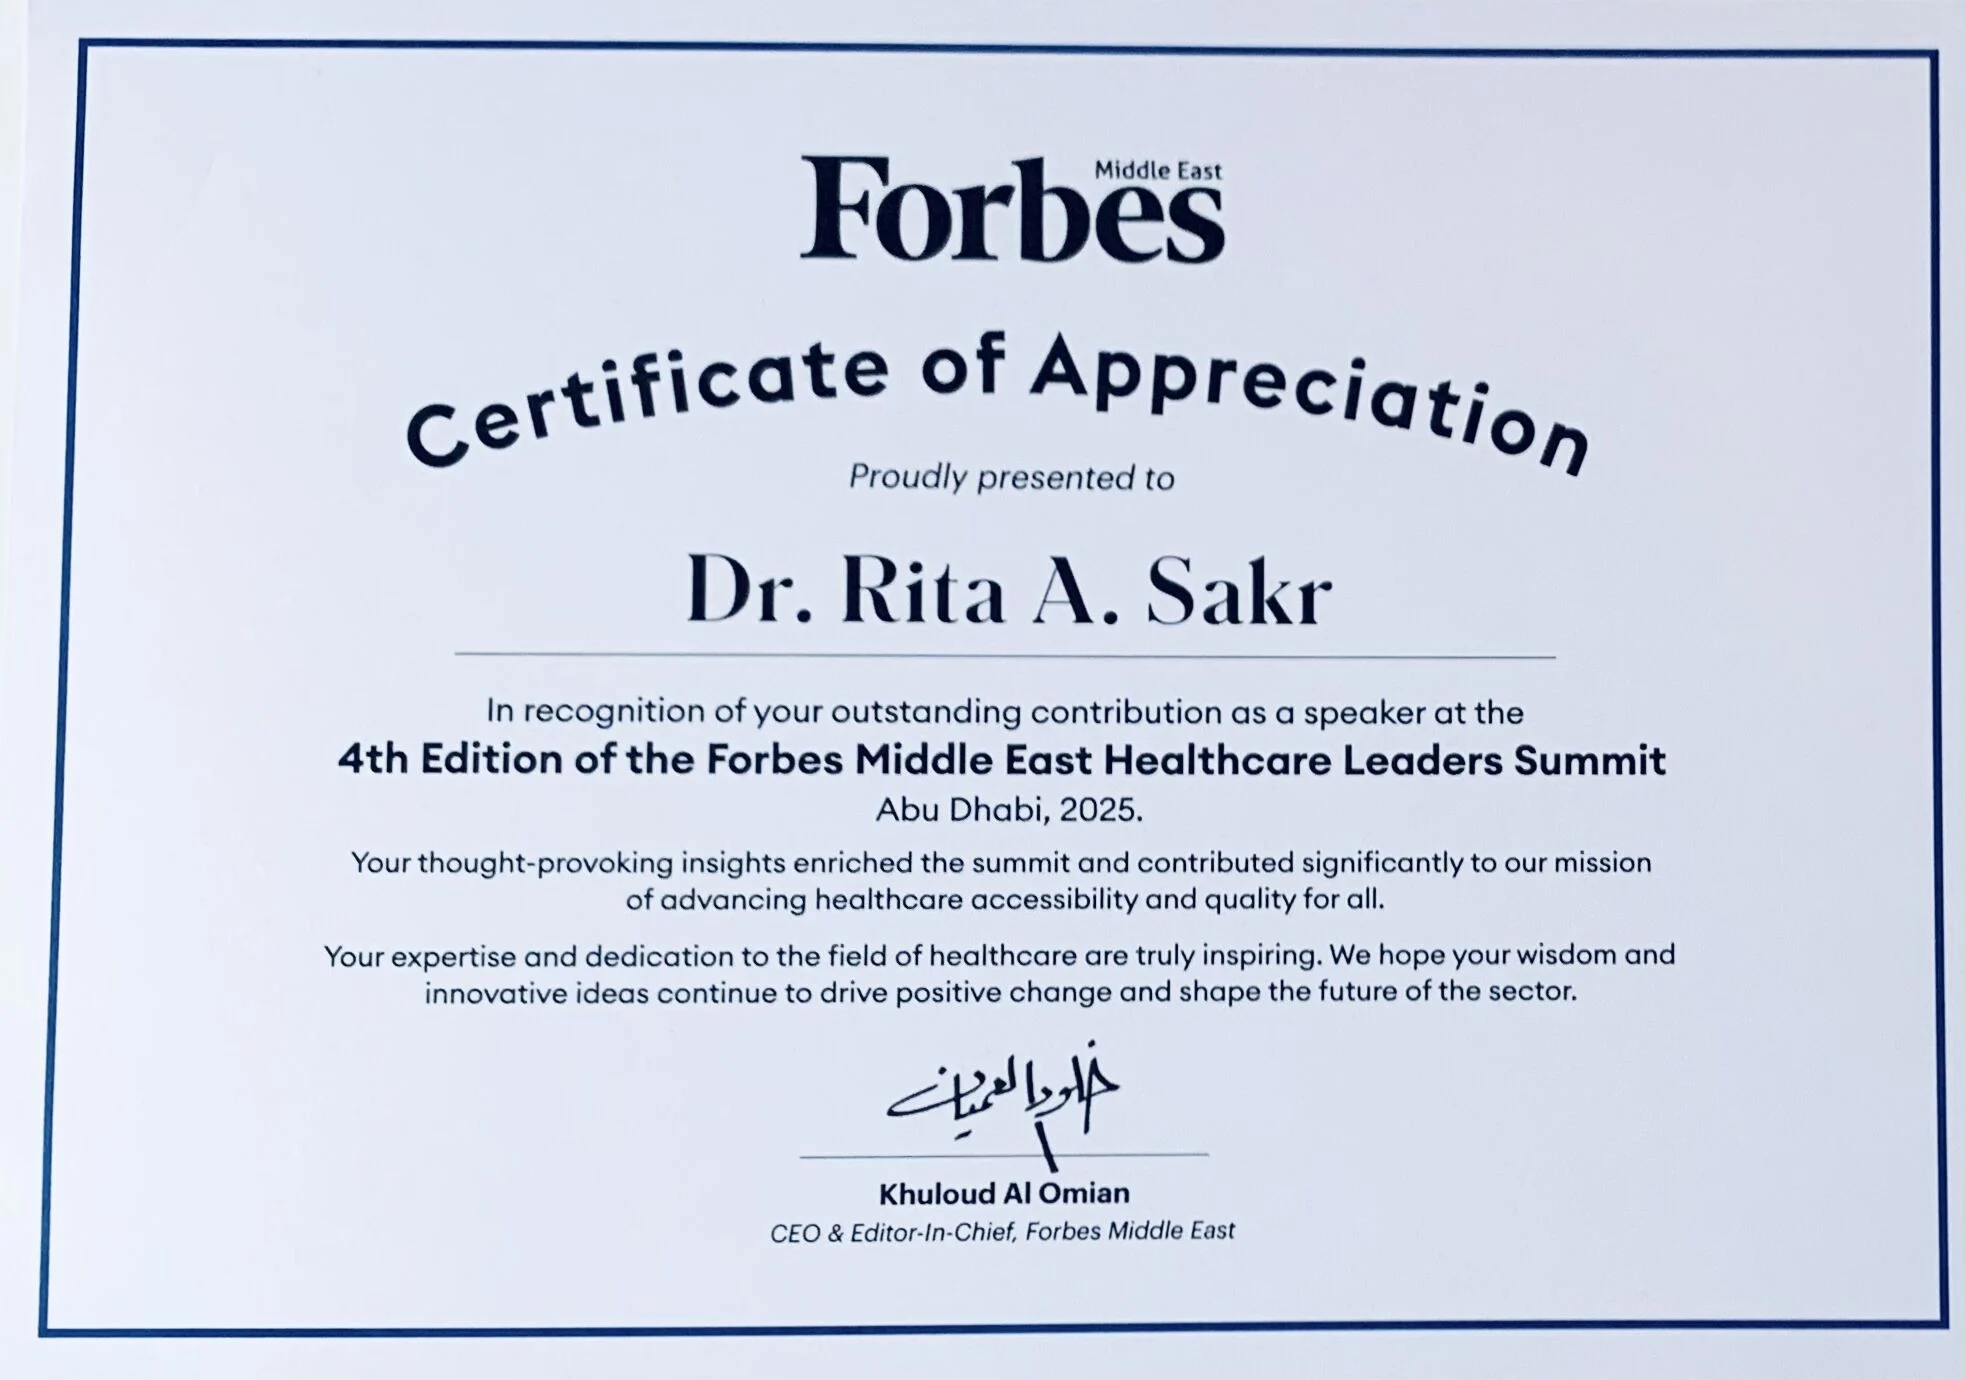 Forbes
Middle East
Certificate of Appreciation
Proudly presented to
Dr. Rita A. Sakr
In recognition of your outstanding contribution as a speaker at the
4th Edition of the Forbes Middle East Healthcare Leaders Summit
Abu Dhabi, 2025.
Your thought-provoking insights enriched the summit and contributed significantly to our mission
of advancing healthcare accessibility and quality for all.
Your expertise and dedication to the field of healthcare are truly inspiring. We hope your wisdom and
innovative ideas continue to drive positive change and shape the future of the sector.
خلود العميان
Khuloud Al Omian
CEO & Editor-In-Chief, Forbes Middle East